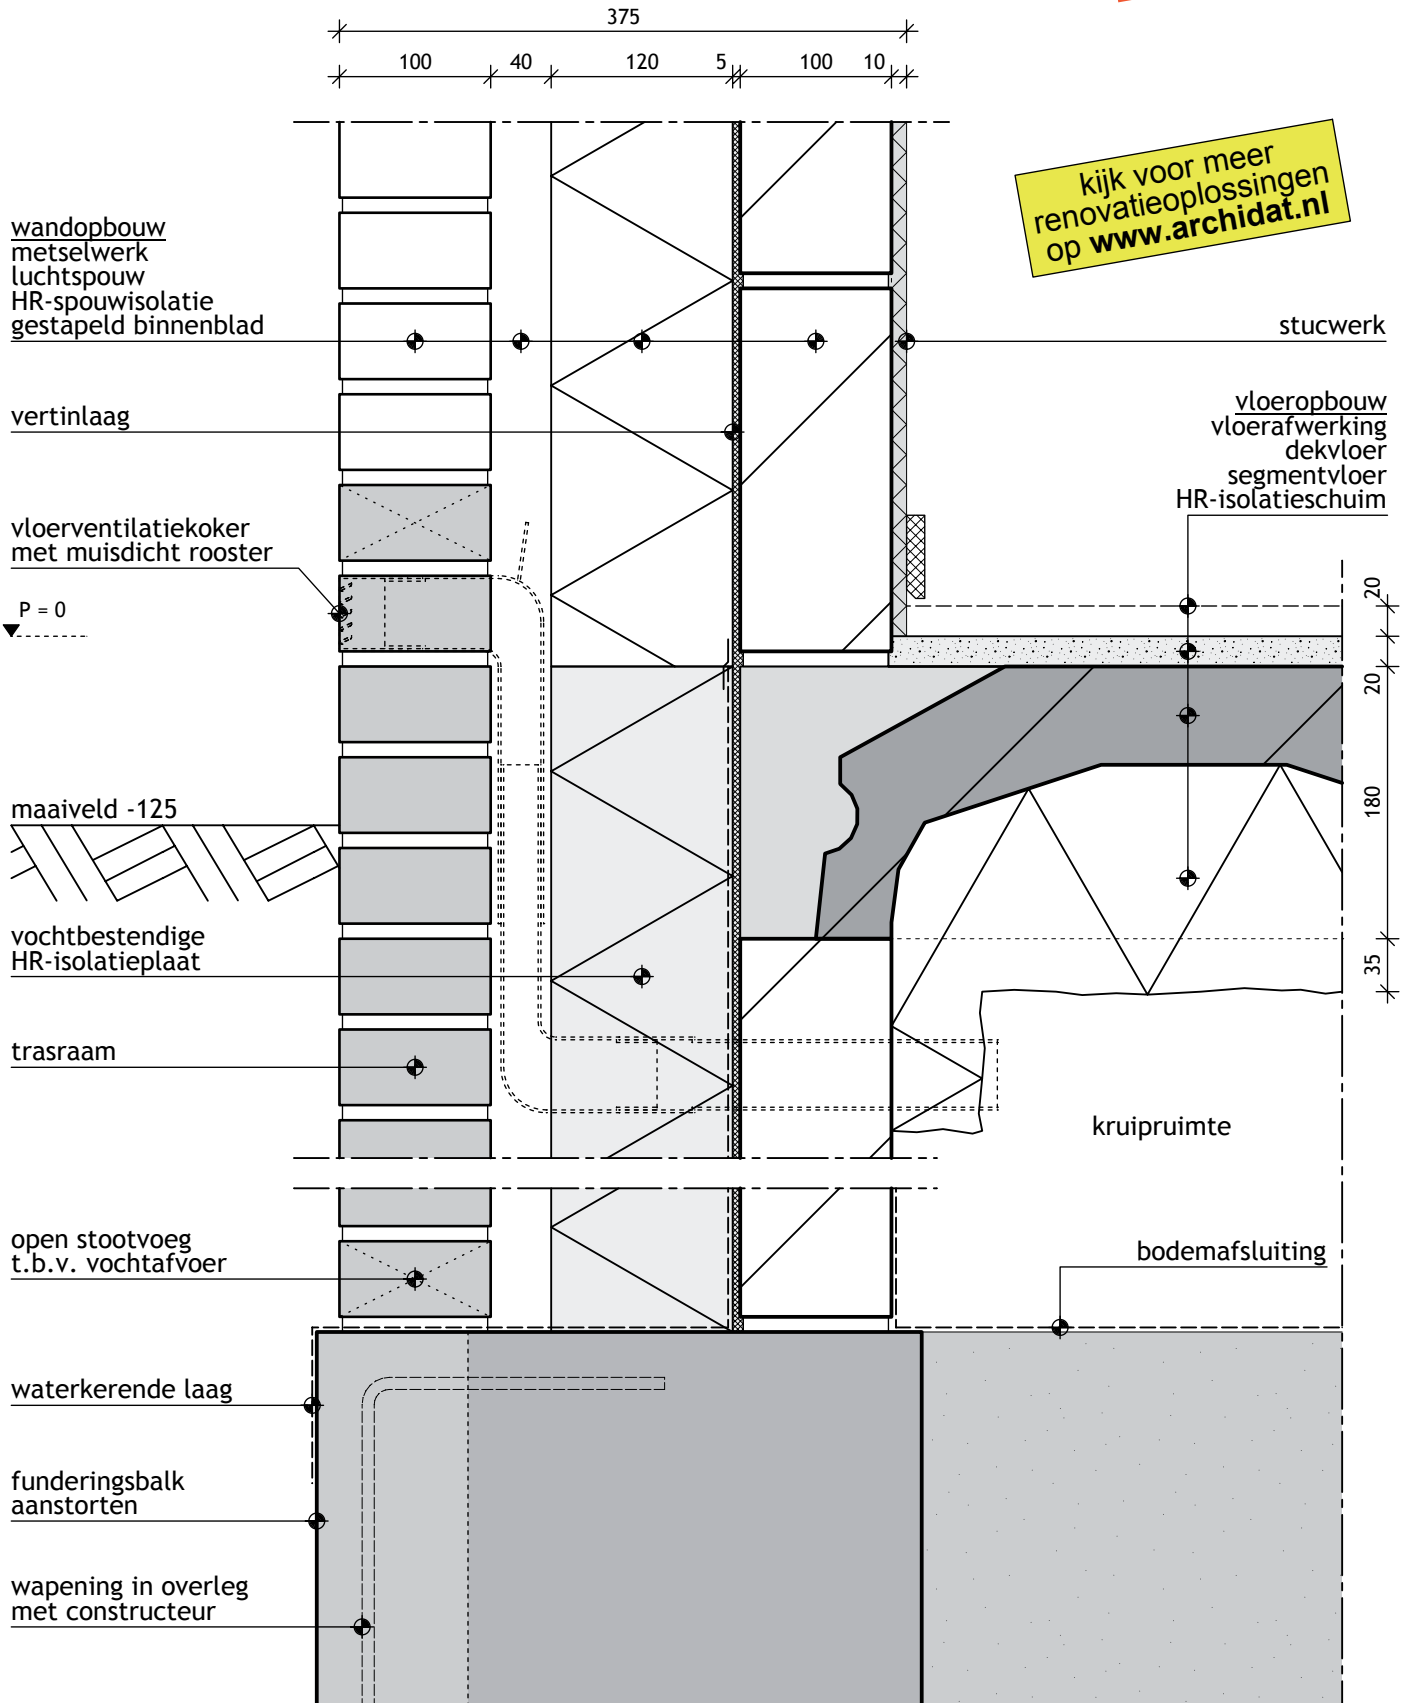 375
100 40 120 5 100 10
kijk voor meer
renovatieoplossingen
op www.archidat.nl
wandopbouw
metselwerk
luchtspouw
HR-spouwisolatie
gestapeld binnenblad
stucwerk
vertinlaag
vloeropbouw
vloerafwerking
dekvloer
segmentvloer
HR-isolatieschuim
vloerventilatiekoker
met muisdicht rooster
P = 0
20
20
180
35
maaiveld -125
vochtbestendige
HR-isolatieplaat
trasraam
kruipruimte
open stootvoeg
t.b.v. vochtafvoer
bodemafsluiting
waterkerende laag
funderingsbalk
aanstorten
wapening in overleg
met constructeur